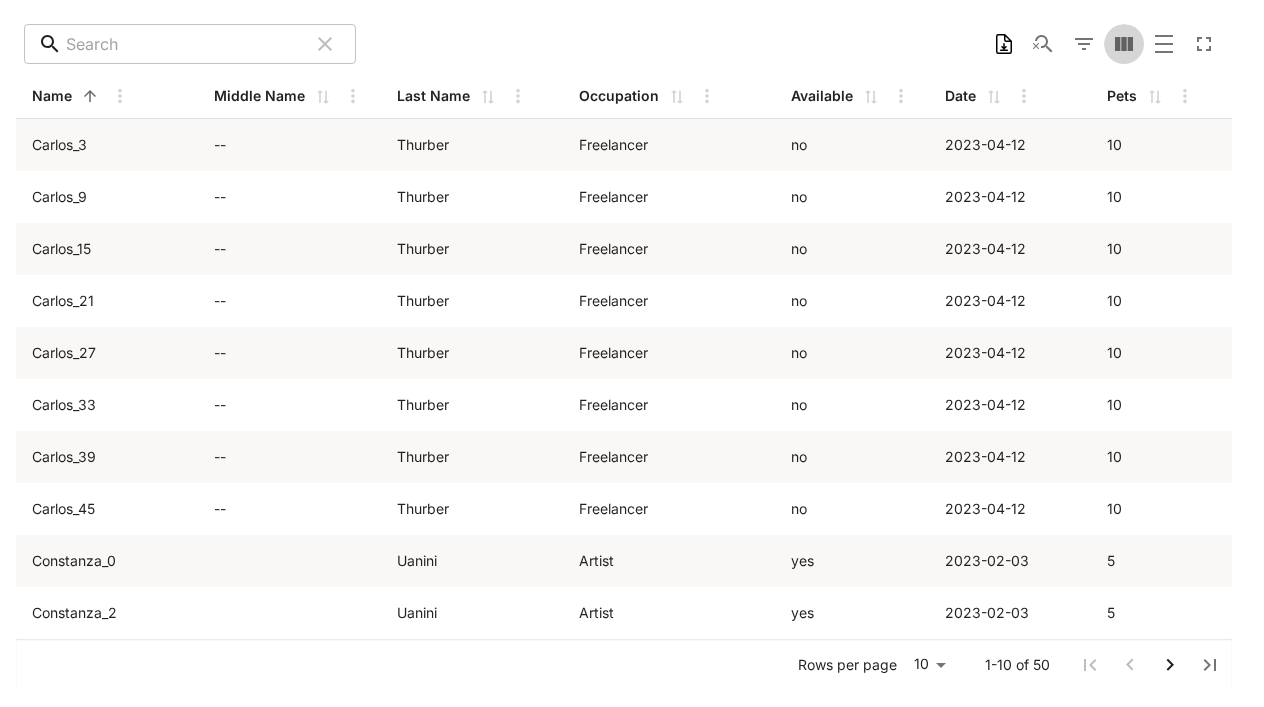 Search
Name Middle Name Last Name Occupation Available Date Pets
Carlos_3 -- Thurber Freelancer no 2023-04-12 10
Carlos_9 -- Thurber Freelancer no 2023-04-12 10
Carlos_15 -- Thurber Freelancer no 2023-04-12 10
Carlos_21 -- Thurber Freelancer no 2023-04-12 10
Carlos_27 -- Thurber Freelancer no 2023-04-12 10
Carlos_33 -- Thurber Freelancer no 2023-04-12 10
Carlos_39 -- Thurber Freelancer no 2023-04-12 10
Carlos_45 -- Thurber Freelancer no 2023-04-12 10
Constanza_0 Uanini Artist yes 2023-02-03 5
Constanza_2 Uanini Artist yes 2023-02-03 5
Rows per page 10 1-10 of 50